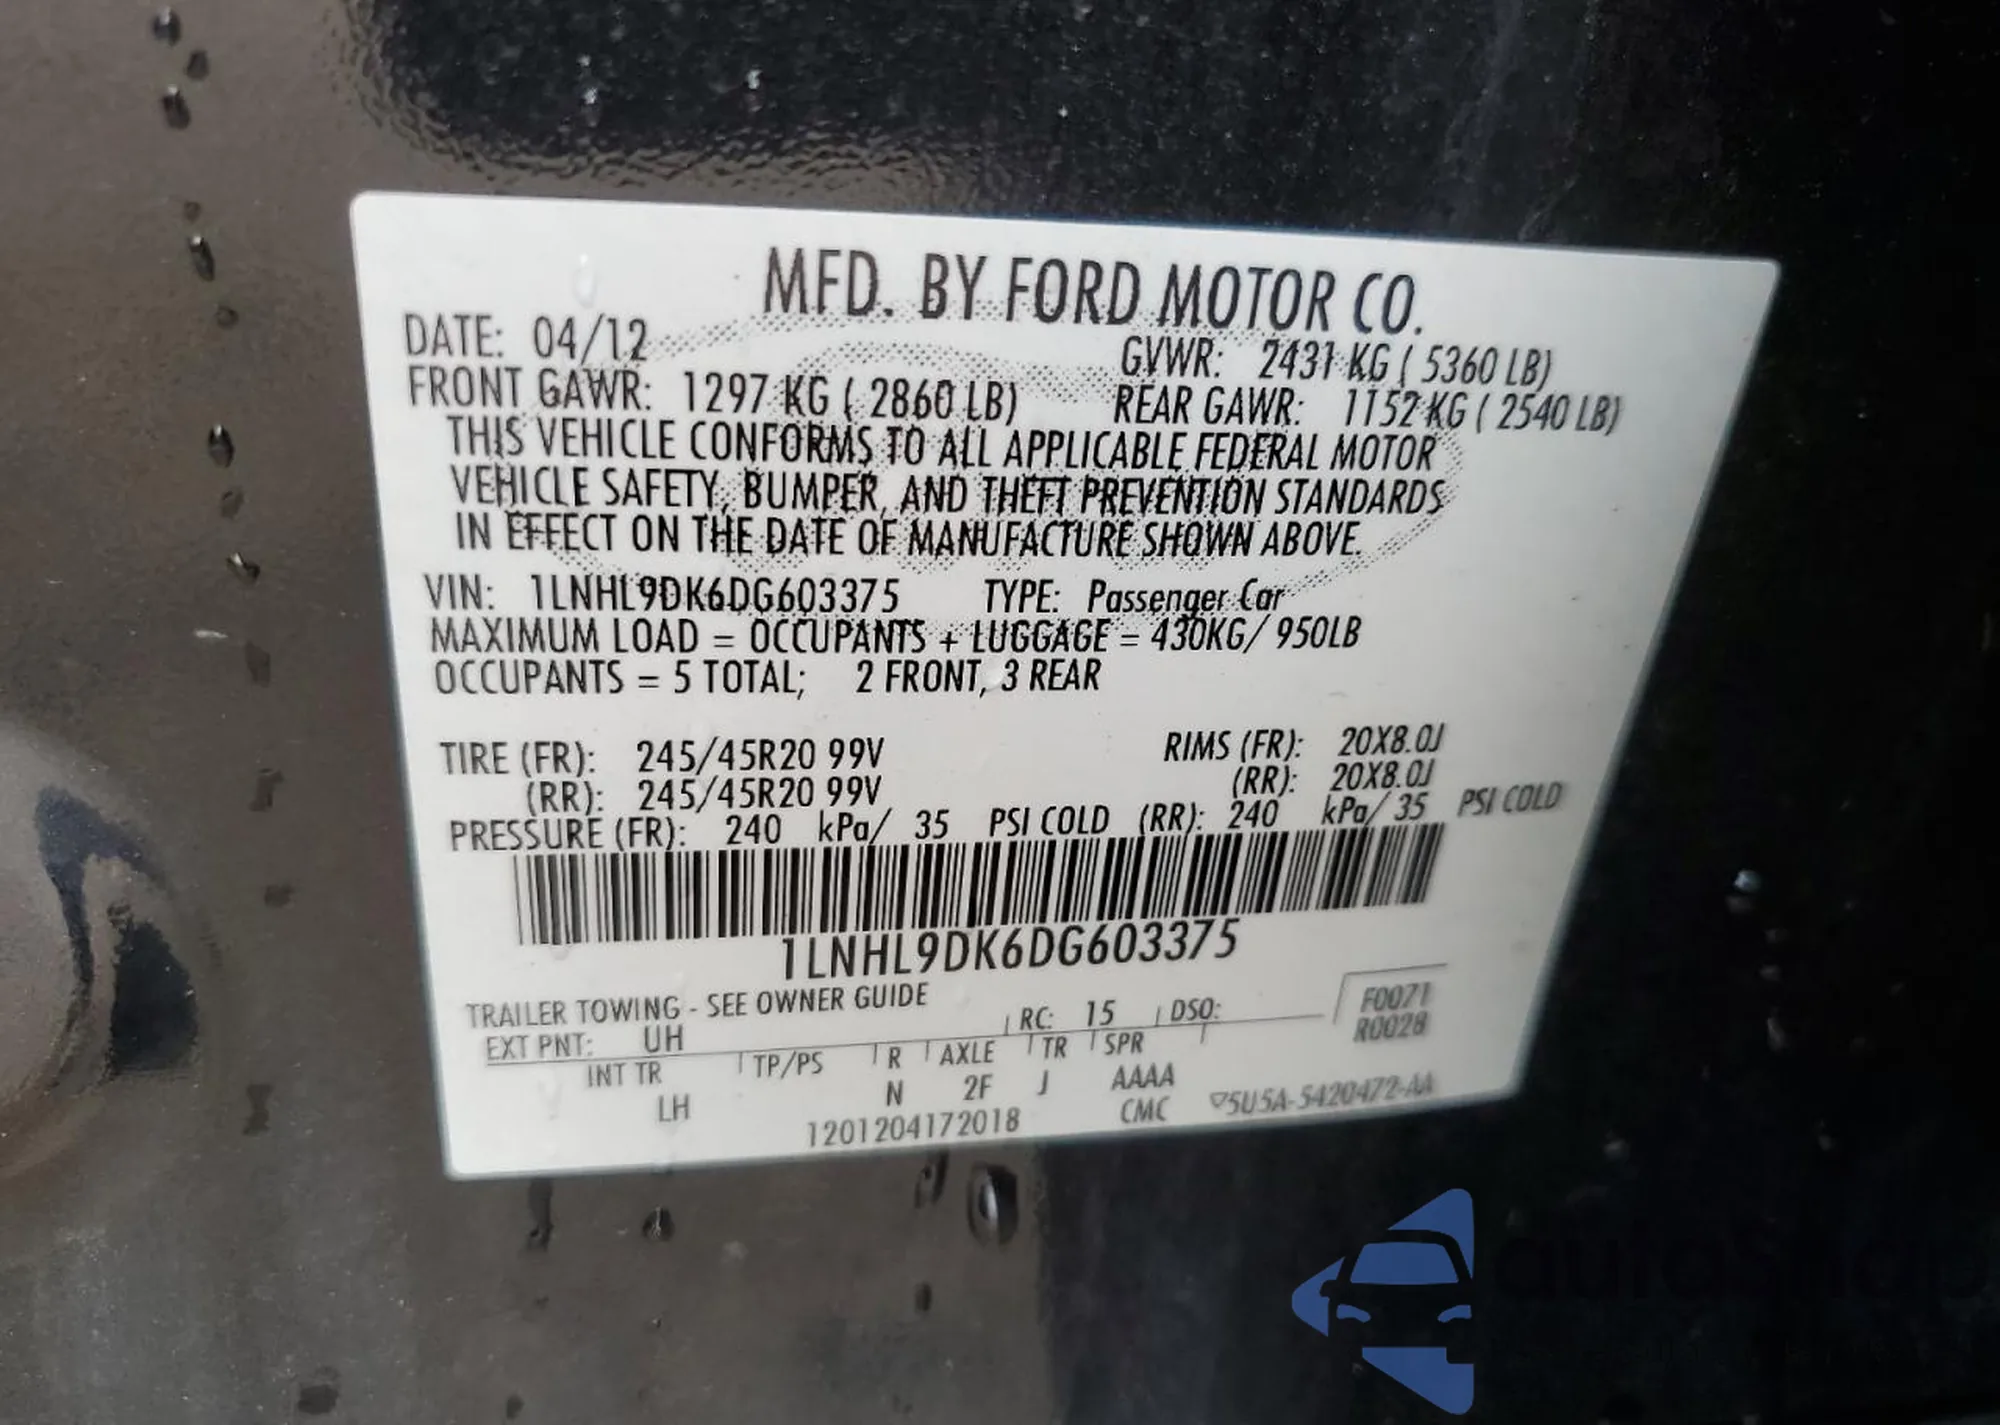 MFD. BY FORD MOTOR CO.
DATE: 04/12
GVWR: 2431 KG ( 5360 LB)
FRONT GAWR: 1297 KG ( 2860 LB) REAR GAWR: 1152 KG ( 2540 LB)
THIS VEHICLE CONFORMS TO ALL APPLICABLE FEDERAL MOTOR
VEHICLE SAFETY, BUMPER, AND THEFT PREVENTION STANDARDS
IN EFFECT ON THE DATE OF MANUFACTURE SHOWN ABOVE.
VIN: 1LNHL9DK6DG603375 TYPE: Passenger Car
MAXIMUM LOAD = OCCUPANTS + LUGGAGE = 430KG/ 950LB
OCCUPANTS = 5 TOTAL; 2 FRONT, 3 REAR
TIRE (FR): 245/45R20 99V RIMS (FR): 20X8.0J
(RR): 245/45R20 99V (RR): 20X8.0J
PRESSURE (FR): 240 kPa/ 35 PSI COLD (RR): 240 kPa/ 35 PSI COLD
1LNHL9DK6DG603375
TRAILER TOWING - SEE OWNER GUIDE
EXT PNT: UH RC: 15 DSO: F0071
R0028
INT TR TP/PS R AXLE TR SPR
LH N 2F J AAAA
1201204172018 CMC ▽5U5A-5420472-AA